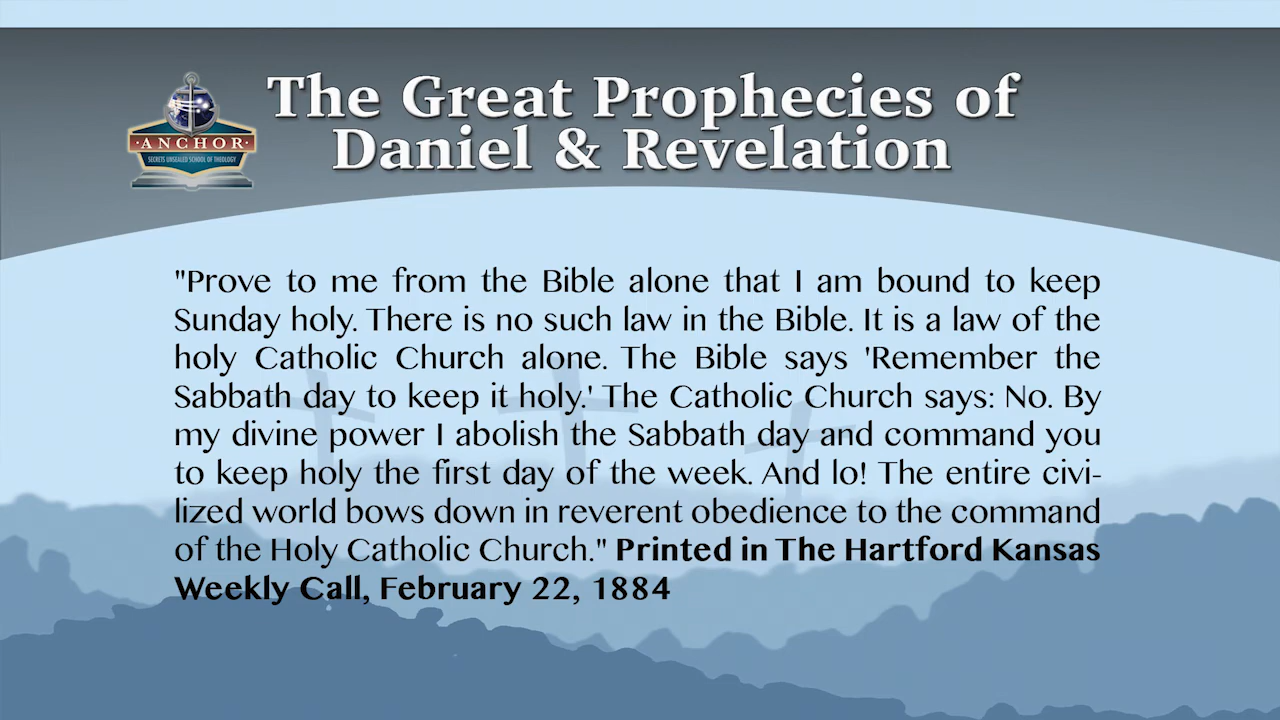 The Great Prophecies of
Daniel & Revelation
·ANCHOR·
SECRETS UNSEALED SCHOOL OF THEOLOGY
"Prove to me from the Bible alone that I am bound to keep
Sunday holy. There is no such law in the Bible. It is a law of the
holy Catholic Church alone. The Bible says 'Remember the
Sabbath day to keep it holy.' The Catholic Church says: No. By
my divine power I abolish the Sabbath day and command you
to keep holy the first day of the week. And lo! The entire civi-
lized world bows down in reverent obedience to the command
of the Holy Catholic Church." Printed in The Hartford Kansas
Weekly Call, February 22, 1884